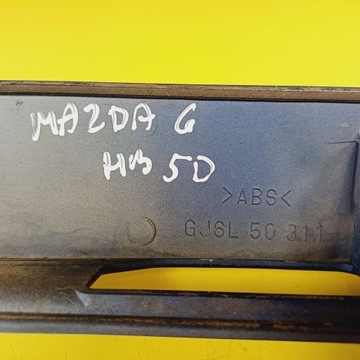 MAZDA 6
HB 5D
>ABS<
GJ6L 50 311